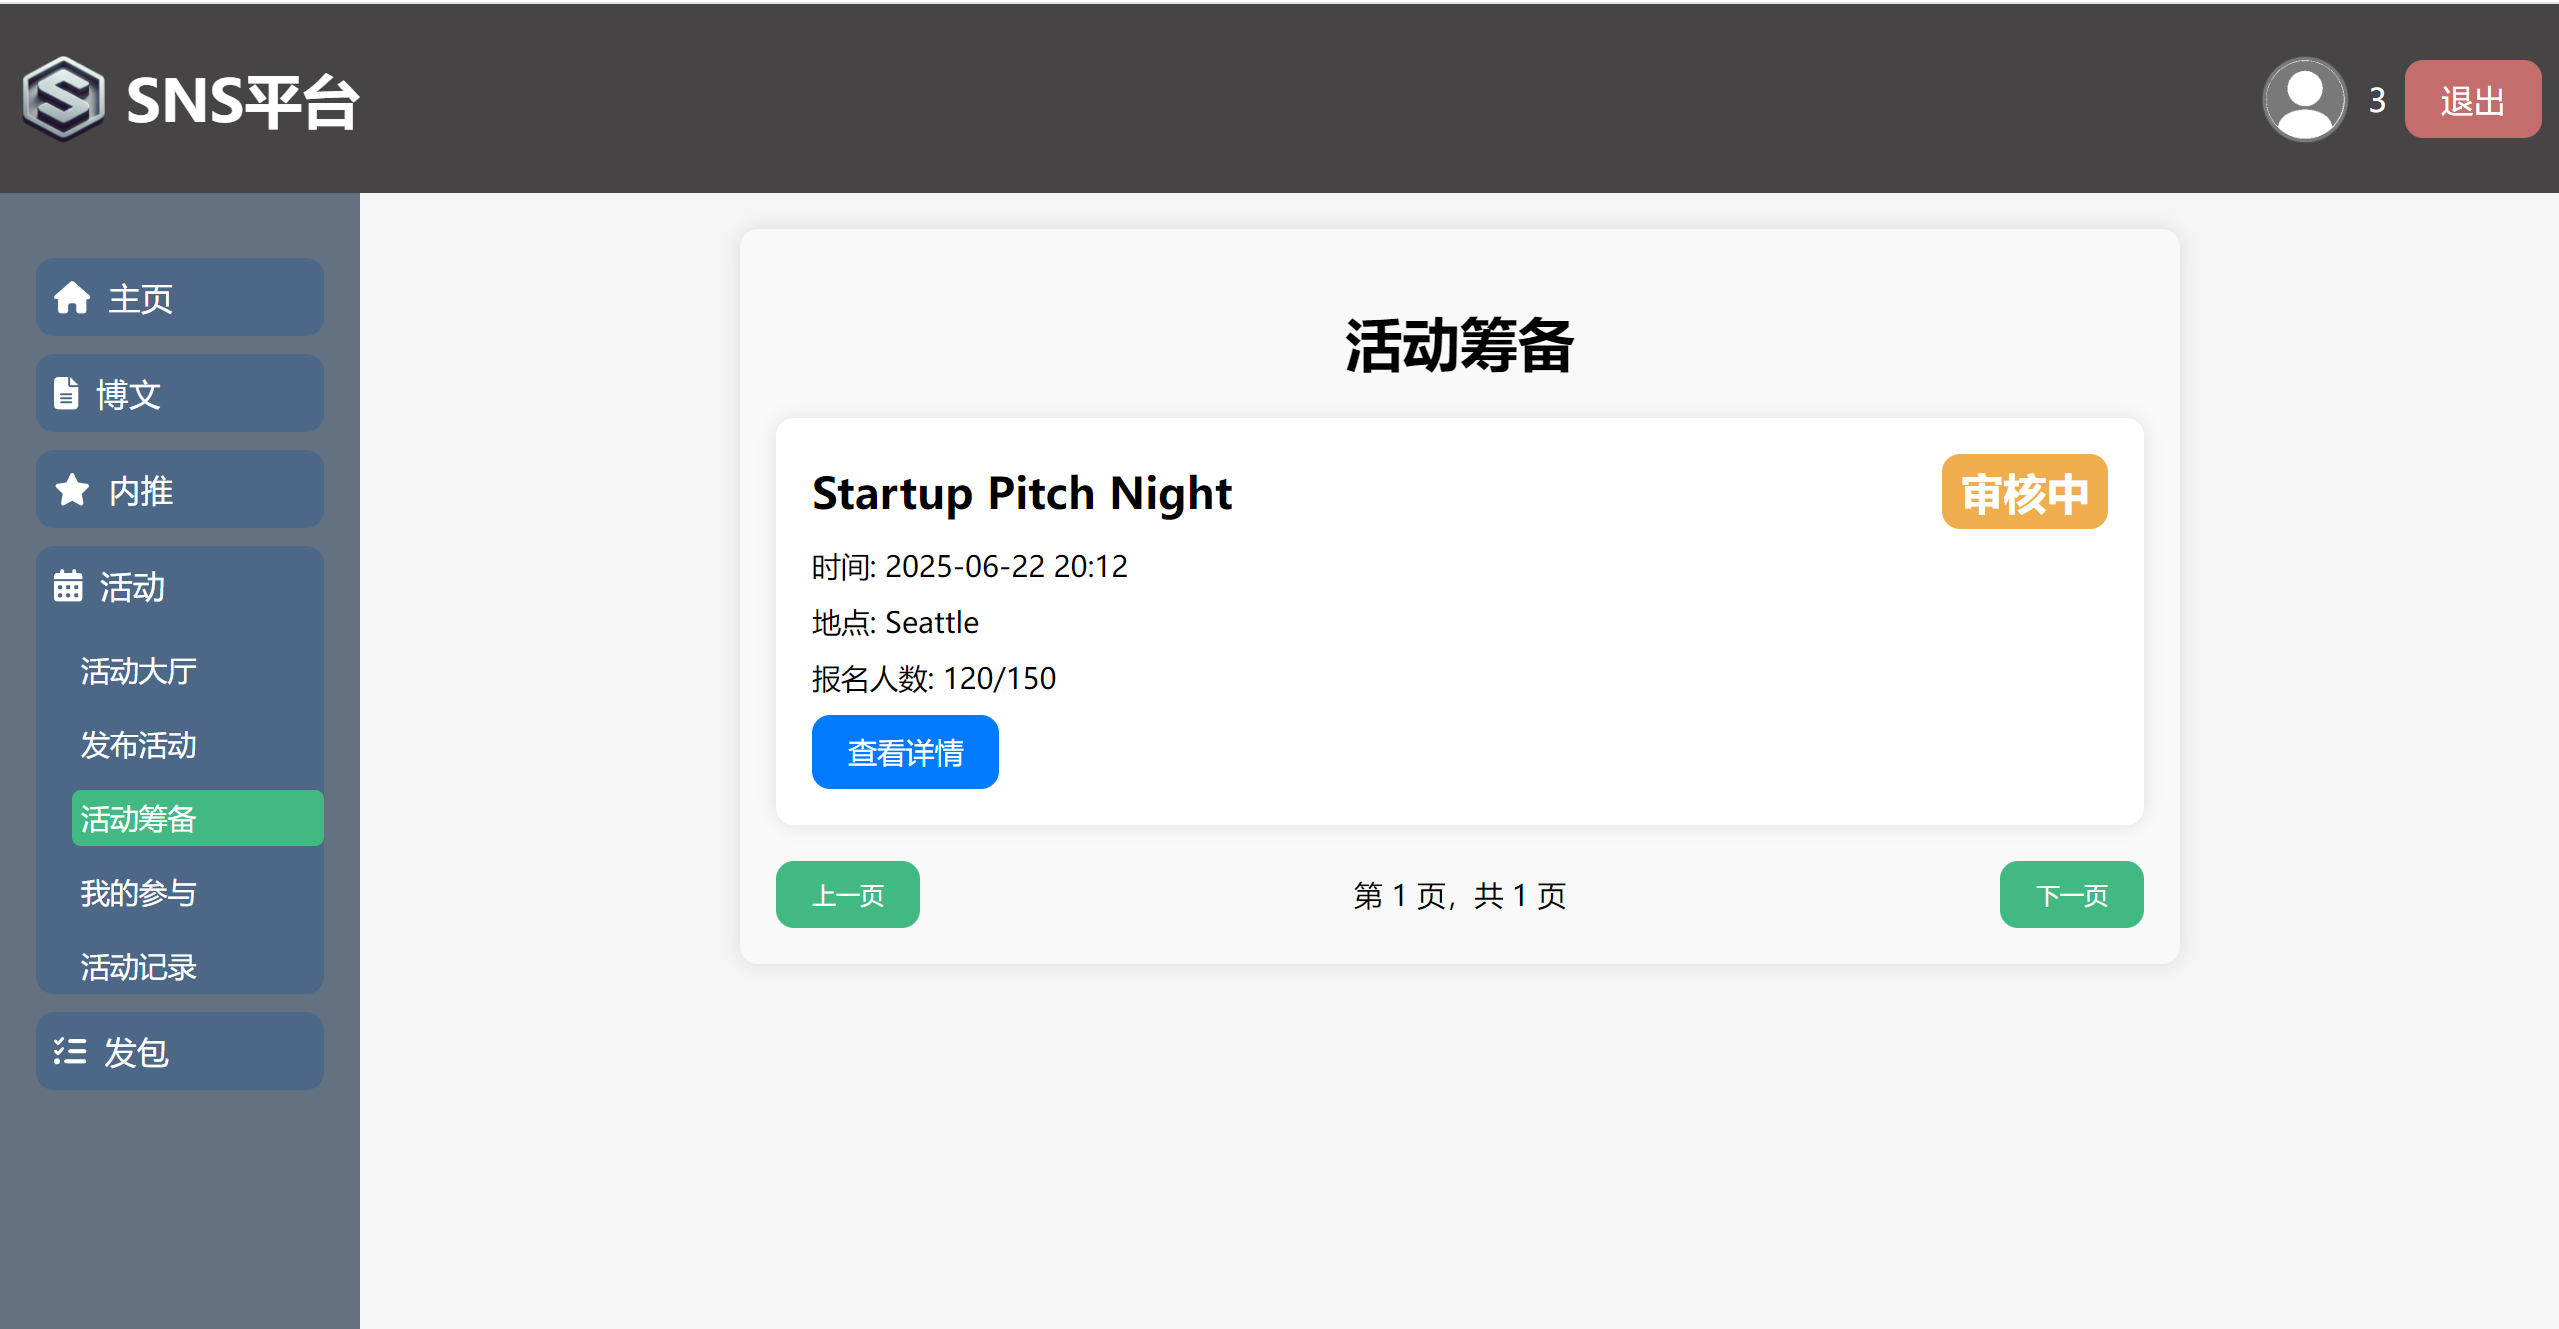 SNS平台
3
退出
主页
博文
内推
活动
活动大厅
发布活动
活动筹备
我的参与
活动记录
发包
活动筹备
Startup Pitch Night
审核中
时间: 2025-06-22 20:12
地点: Seattle
报名人数: 120/150
查看详情
上一页
第 1 页，共 1 页
下一页